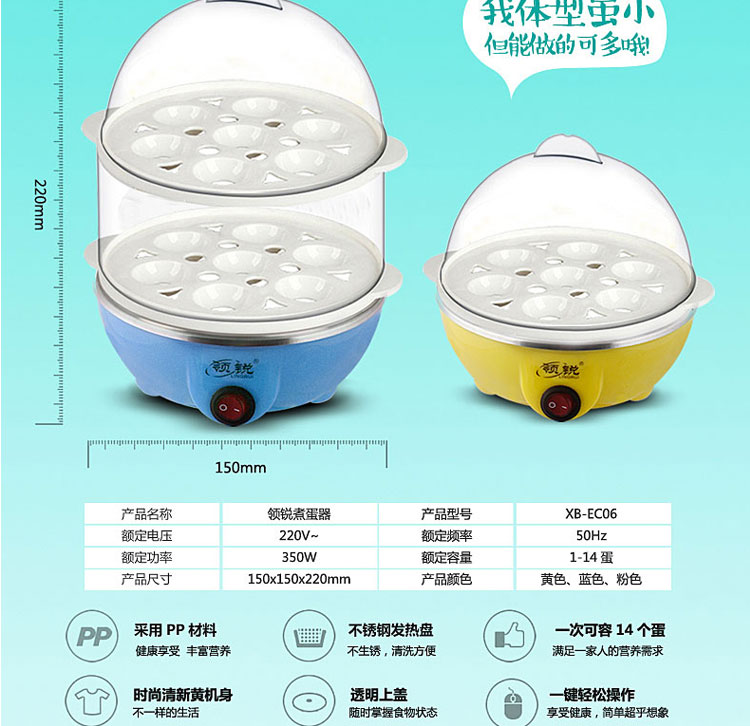 我体型虽小
但能做的可多哦!
220mm
领锐®
领锐®
150mm
产品名称 领锐煮蛋器 产品型号 XB-EC06
额定电压 220V~ 额定频率 50Hz
额定功率 350W 额定容量 1-14 蛋
产品尺寸 150x150x220mm 产品颜色 黄色、蓝色、粉色
PP 采用 PP 材料 不锈钢发热盘 一次可容 14 个蛋
健康享受 丰富营养 不生锈，清洗方便 满足一家人的营养需求
时尚清新黄机身 透明上盖 一键轻松操作
不一样的生活 随时掌握食物状态 享受健康，简单超乎想象